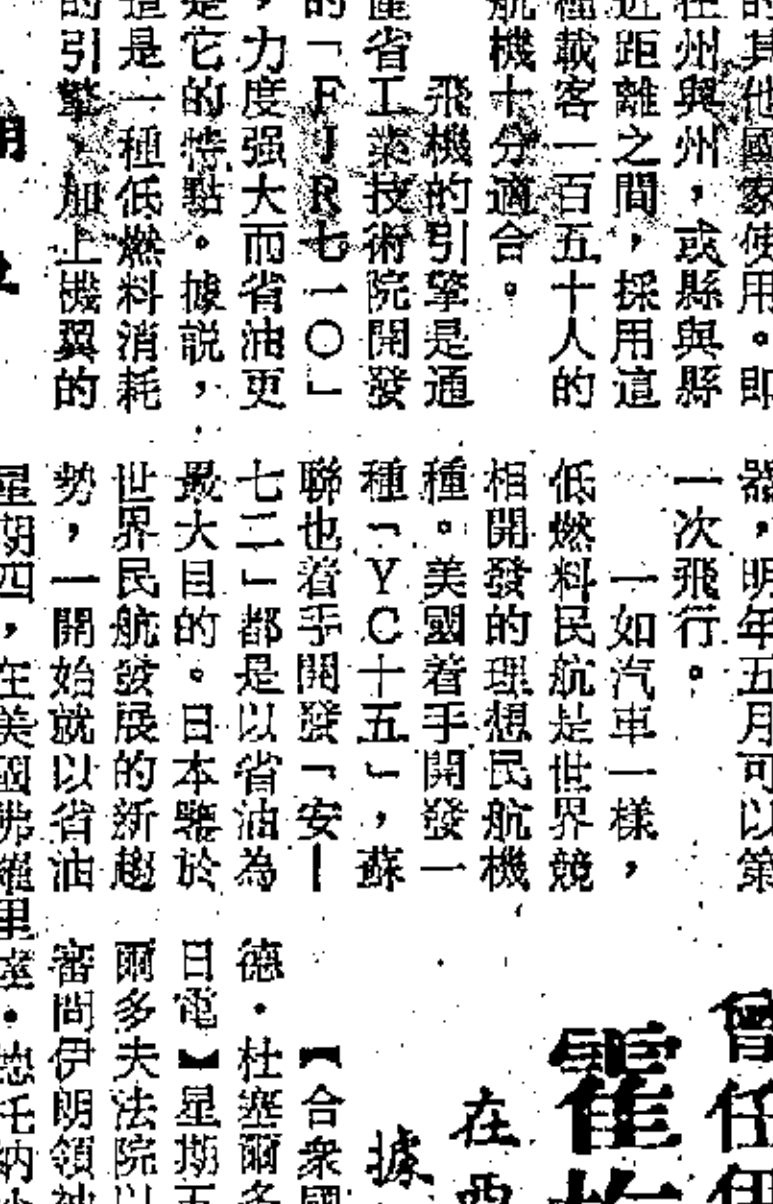 的其他國家使用。即
在州與州，或縣與縣
近距離之間，採用這
種載客一百五十人的
航機十分適合。
飛機的引擎是通
產省工業技術院開發
的「FJR七一〇」
，力度强大而省油更
是它的特點。據説，
這是一種低燃料消耗
的引擎，加上機翼的
器，明年五月可以第
一次飛行。
一如汽車一樣，
低燃料民航是世界競
相開發的理想民航機
種。美國着手開發一
種「YC十五」，蘇
聯也着手開發「安—
七二」都是以省油為
最大目的。日本鑒於
世界民航發展的新趨
勢，一開始就以省油
星期四，在美國佛羅里達・
曾任伊
霍
在
據
【合衆國
德・杜塞爾多
日電】星期五
爾多夫法院以
審問伊朗領袖